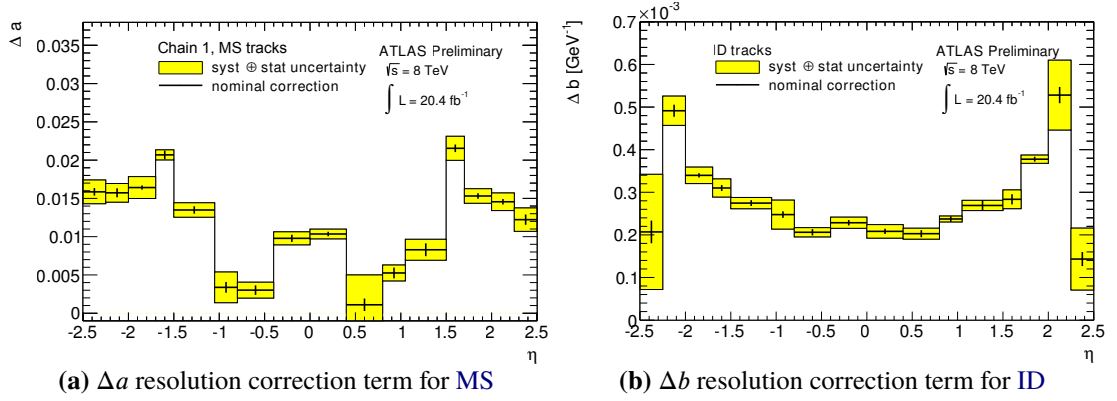 Δ a
0.035
0.03
0.025
0.02
0.015
0.01
0.005
0
Chain 1, MS tracks
syst ⊕ stat uncertainty
nominal correction
ATLAS Preliminary
√s = 8 TeV
∫ L = 20.4 fb⁻¹
-2.5 -2 -1.5 -1 -0.5 0 0.5 1 1.5 2 2.5
η
(a) Δa resolution correction term for MS
Δ b [GeV⁻¹]
×10⁻³
0.7
0.6
0.5
0.4
0.3
0.2
0.1
0
ID tracks
syst ⊕ stat uncertainty
nominal correction
ATLAS Preliminary
√s = 8 TeV
∫ L = 20.4 fb⁻¹
-2.5 -2 -1.5 -1 -0.5 0 0.5 1 1.5 2 2.5
η
(b) Δb resolution correction term for ID